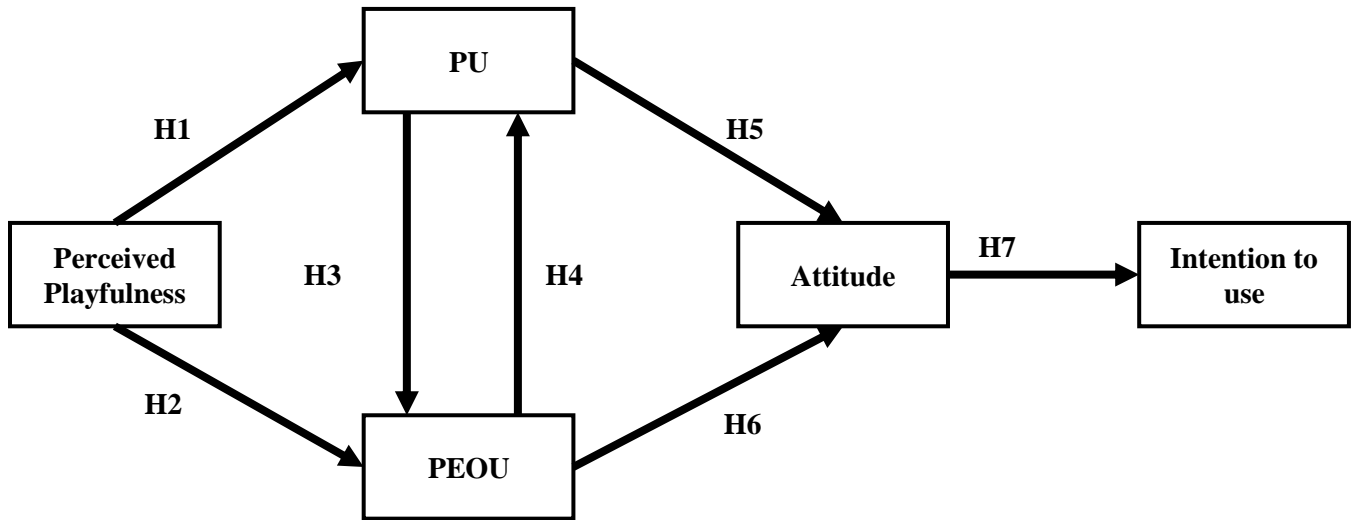 PU
H1
H5
Perceived
Playfulness
H3
H4
Attitude
H7
Intention to
use
H2
H6
PEOU